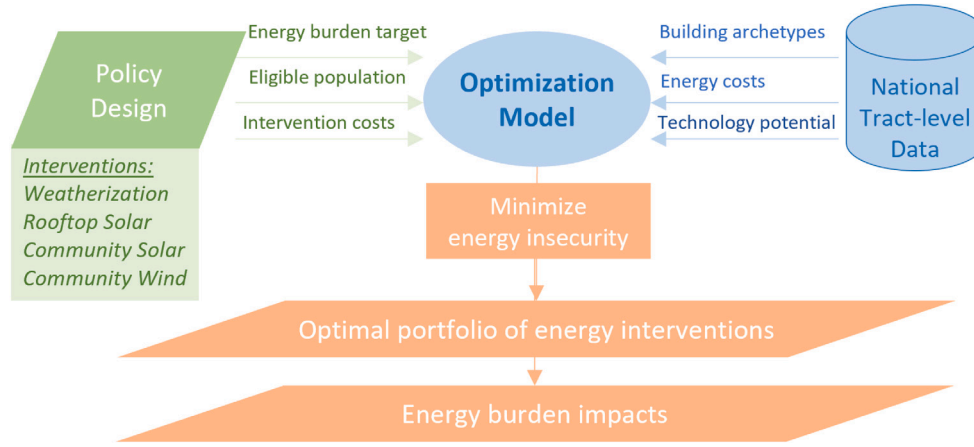 Policy
Design
Interventions:
Weatherization
Rooftop Solar
Community Solar
Community Wind
Energy burden target
Eligible population
Intervention costs
Optimization
Model
Building archetypes
Energy costs
Technology potential
National
Tract-level
Data
Minimize
energy insecurity
Optimal portfolio of energy interventions
Energy burden impacts